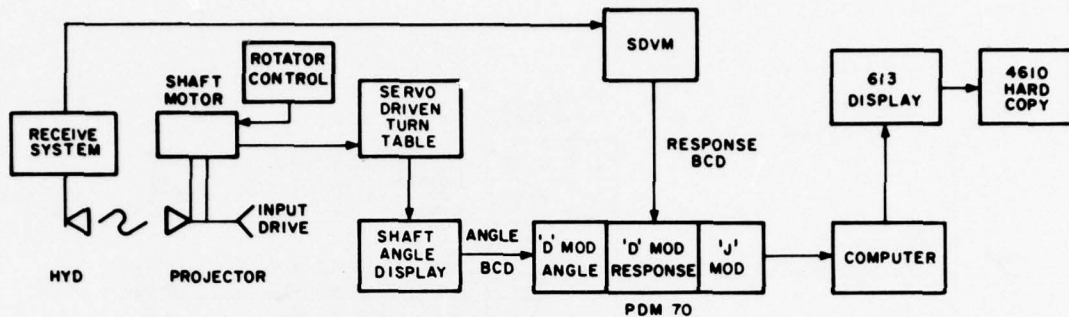 SDVM
ROTATOR
CONTROL
SHAFT
MOTOR
613
DISPLAY
4610
HARD
COPY
SERVO
DRIVEN
TURN
TABLE
RECEIVE
SYSTEM
RESPONSE
BCD
INPUT
DRIVE
SHAFT
ANGLE
DISPLAY
ANGLE
BCD
'D' MOD
ANGLE
'D' MOD
RESPONSE
'J'
MOD
COMPUTER
HYD
PROJECTOR
PDM 70